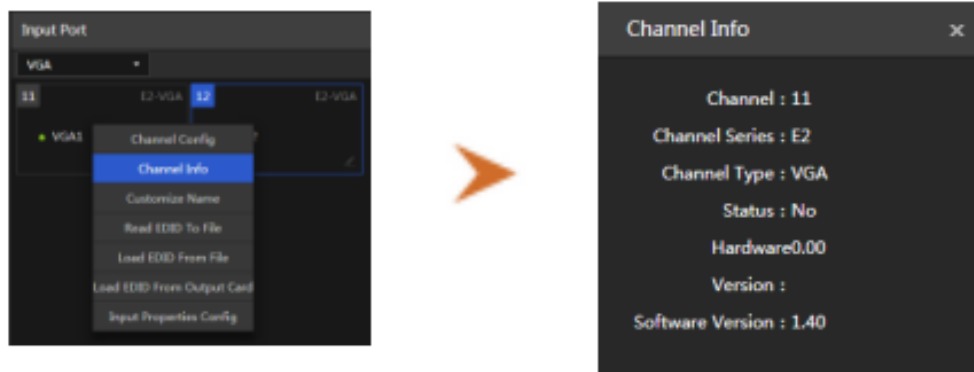 Input Port
VGA
11 E2-VGA 12 E2-VGA
VGA1
Channel Config
Channel Info
Customize Name
Read EDID To File
Load EDID From File
Load EDID From Output Card
Input Properties Config
Channel Info ×
Channel : 11
Channel Series : E2
Channel Type : VGA
Status : No
Hardware0.00
Version :
Software Version : 1.40